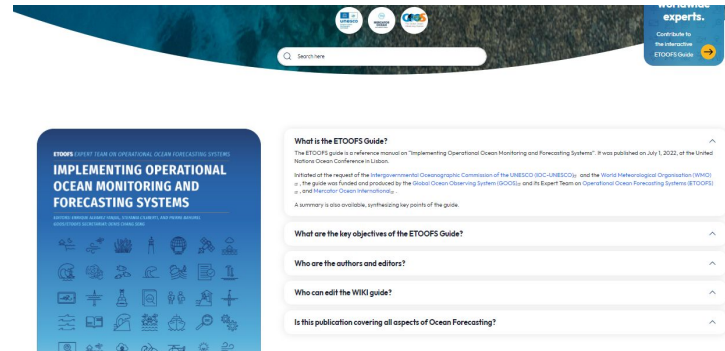 worldwide
experts.
Contribute to
the interactive
ETOOFS Guide
unesco
Search here
ETOOFS EXPERT TEAM ON OPERATIONAL OCEAN FORECASTING SYSTEMS
IMPLEMENTING OPERATIONAL
OCEAN MONITORING AND
FORECASTING SYSTEMS
What is the ETOOFS Guide?
The ETOOFS guide is a reference manual on "Implementing Operational Ocean Monitoring and Forecasting Systems". It was published on July 1, 2022, at the United
Nations Ocean Conference in Lisbon.
Initiated at the request of the Intergovernmental Oceanographic Commission of the UNESCO (IOC-UNESCO) and the World Meteorological Organisation (WMO)
, the guide was funded and produced by the Global Ocean Observing System (GOOS) and its Expert Team on Operational Ocean Forecasting Systems (ETOOFS)
, and Mercator Ocean International .
A summary is also available, synthesizing key points of the guide.
What are the key objectives of the ETOOFS Guide?
Who are the authors and editors?
Who can edit the WIKI guide?
Is this publication covering all aspects of Ocean Forecasting?